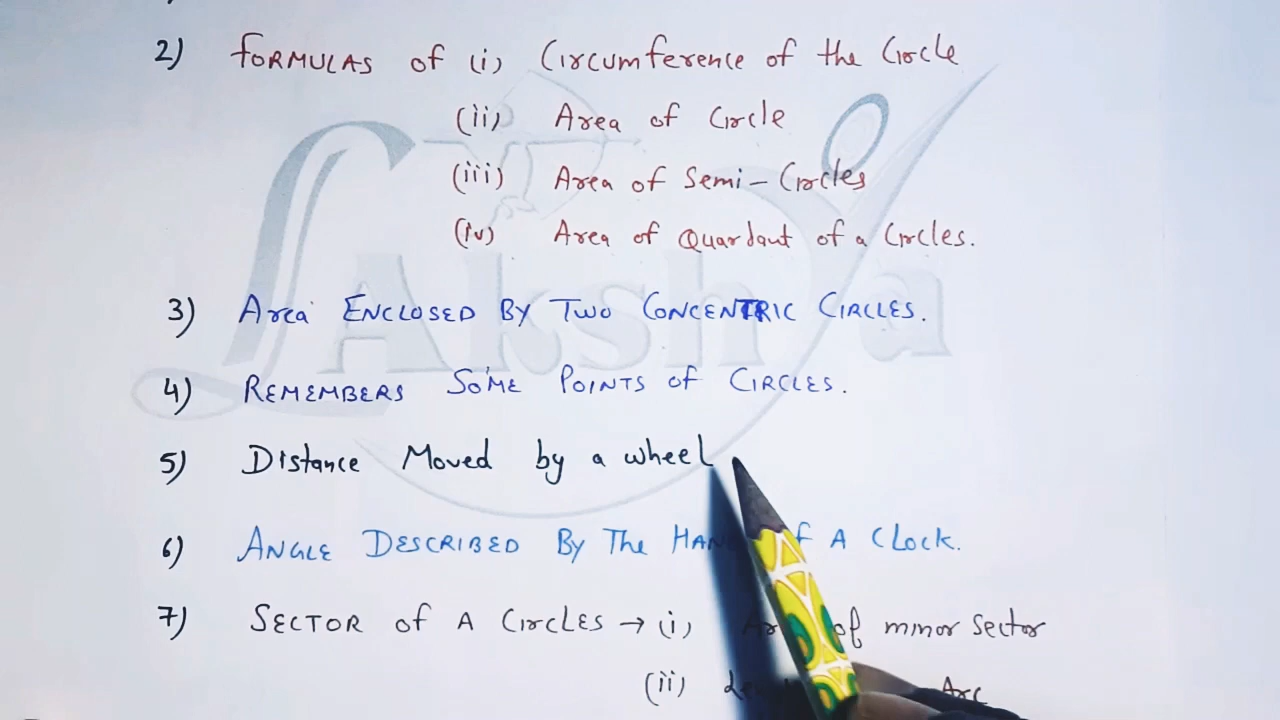 2) FORMULAS of (i) Circumference of the Circle
(ii) Area of Circle
(iii) Area of Semi-Circles
(iv) Area of Quardant of a Circles.
3) Area ENCLOSED BY TWO CONCENTRIC CIRCLES.
4) REMEMBERS SOME POINTS of CIRCLES.
5) Distance Moved by a wheel
6) ANGLE DESCRIBED BY The A Clock.
7) SECTOR of A CIRCLES → (i) of minor sector
(ii) Arc
LAkshya